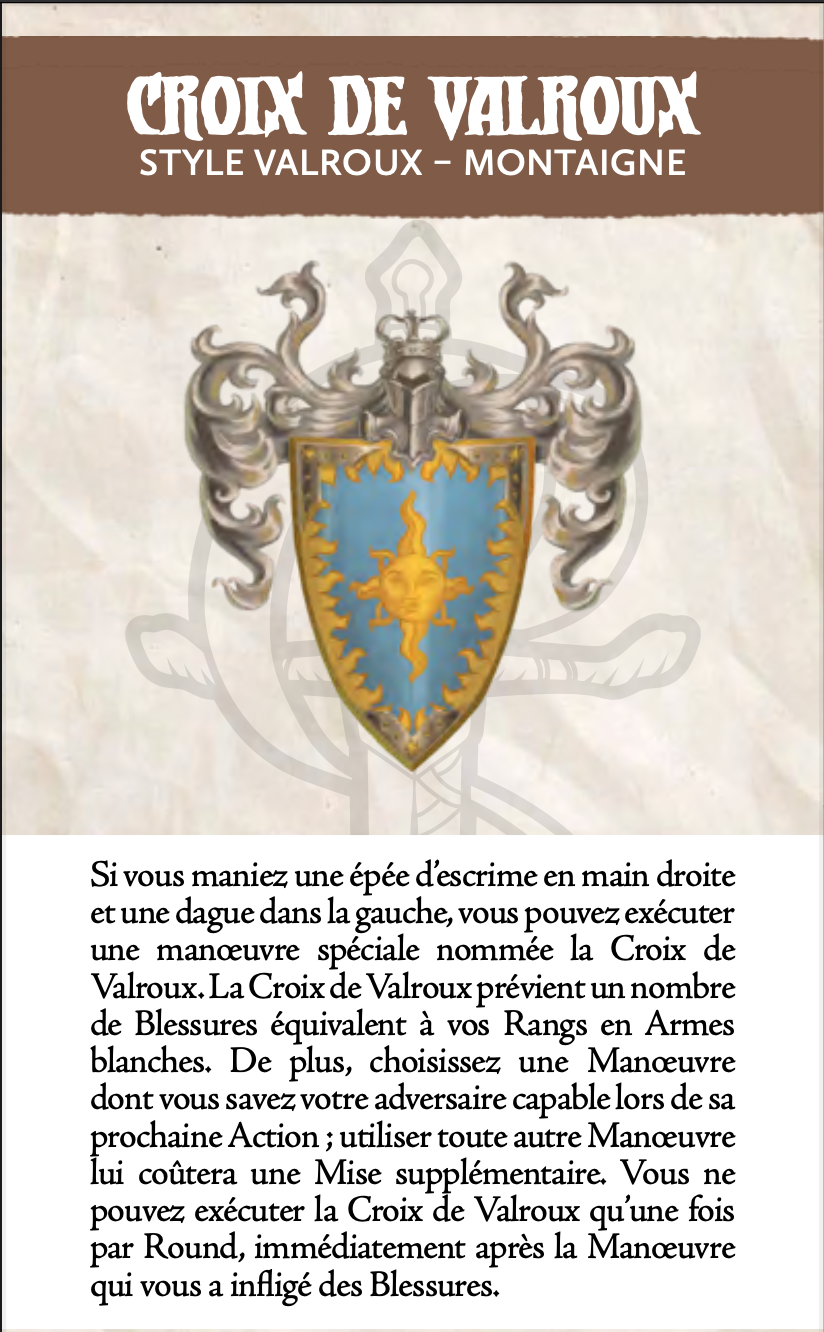 CROIX DE VALROUX
STYLE VALROUX – MONTAIGNE
Si vous maniez une épée d’escrime en main droite
et une dague dans la gauche, vous pouvez exécuter
une manœuvre spéciale nommée la Croix de
Valroux. La Croix de Valroux prévient un nombre
de Blessures équivalent à vos Rangs en Armes
blanches. De plus, choisissez une Manœuvre
dont vous savez votre adversaire capable lors de sa
prochaine Action ; utiliser toute autre Manœuvre
lui coûtera une Mise supplémentaire. Vous ne
pouvez exécuter la Croix de Valroux qu’une fois
par Round, immédiatement après la Manœuvre
qui vous a infligé des Blessures.